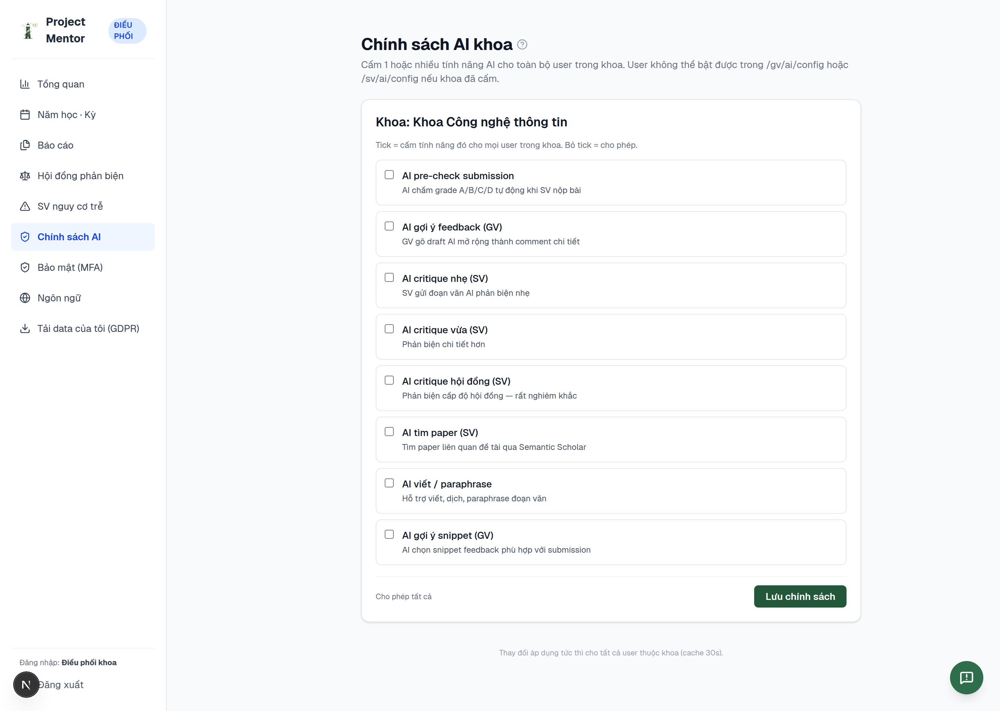 Project
Mentor
ĐIỀU
PHỐI
Tổng quan
Năm học · Kỳ
Báo cáo
Hội đồng phản biện
SV nguy cơ trễ
Chính sách AI
Bảo mật (MFA)
Ngôn ngữ
Tải data của tôi (GDPR)
Đăng nhập: Điều phối khoa
N
Đăng xuất
Chính sách AI khoa
Cấm 1 hoặc nhiều tính năng AI cho toàn bộ user trong khoa. User không thể bật được trong /gv/ai/config hoặc
/sv/ai/config nếu khoa đã cấm.
Khoa: Khoa Công nghệ thông tin
Tick = cấm tính năng đó cho mọi user trong khoa. Bỏ tick = cho phép.
AI pre-check submission
AI chấm grade A/B/C/D tự động khi SV nộp bài
AI gợi ý feedback (GV)
GV gõ draft AI mở rộng thành comment chi tiết
AI critique nhẹ (SV)
SV gửi đoạn văn AI phản biện nhẹ
AI critique vừa (SV)
Phản biện chi tiết hơn
AI critique hội đồng (SV)
Phản biện cấp độ hội đồng — rất nghiêm khắc
AI tìm paper (SV)
Tìm paper liên quan đề tài qua Semantic Scholar
AI viết / paraphrase
Hỗ trợ viết, dịch, paraphrase đoạn văn
AI gợi ý snippet (GV)
AI chọn snippet feedback phù hợp với submission
Cho phép tất cả
Lưu chính sách
Thay đổi áp dụng tức thì cho tất cả user thuộc khoa (cache 30s).